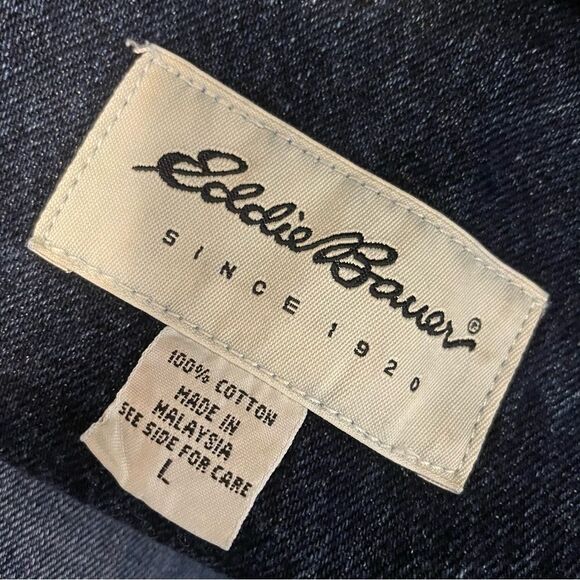 Eddie Bauer®
SINCE 1920
100% COTTON
MADE IN
MALAYSIA
SEE SIDE FOR CARE
L